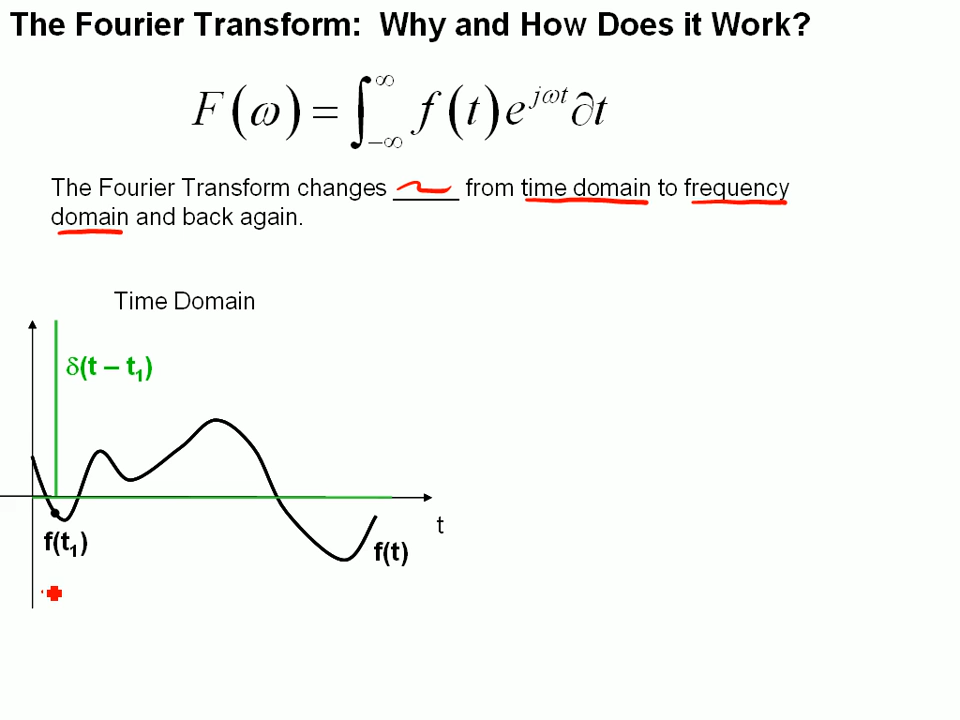 The Fourier Transform: Why and How Does it Work?
F(ω) = ∫_{-∞}^{∞} f(t)e^{jωt}∂t
The Fourier Transform changes _____ from time domain to frequency
domain and back again.
Time Domain
δ(t – t₁)
t
f(t₁)
f(t)